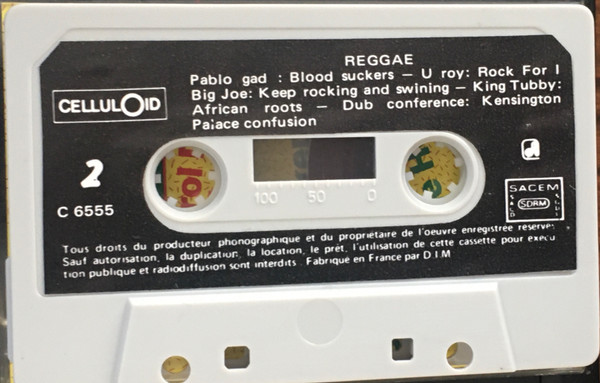 REGGAE
Pablo gad : Blood suckers — U roy: Rock For I
Big Joe: Keep rocking and swining — King Tubby:
African roots — Dub conference: Kensington
Palace confusion
CELLULOID
2
C 6555
100 50 0
SACEM
SDRM
Tous droits du producteur phonographique et du propriétaire de l'oeuvre enregistrée reservés
Sauf autorisation, la duplication, la location, le prêt, l'utilisation de cette cassette pour exécu
tion publique et radiodiffusion sont interdits. Fabriqué en France par D.I.M